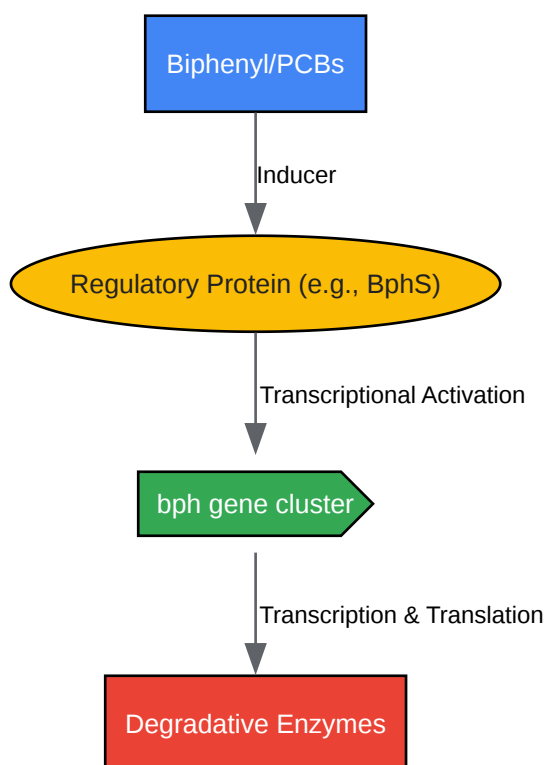 Biphenyl/PCBs
Inducer
Regulatory Protein (e.g., BphS)
Transcriptional Activation
bph gene cluster
Transcription & Translation
Degradative Enzymes